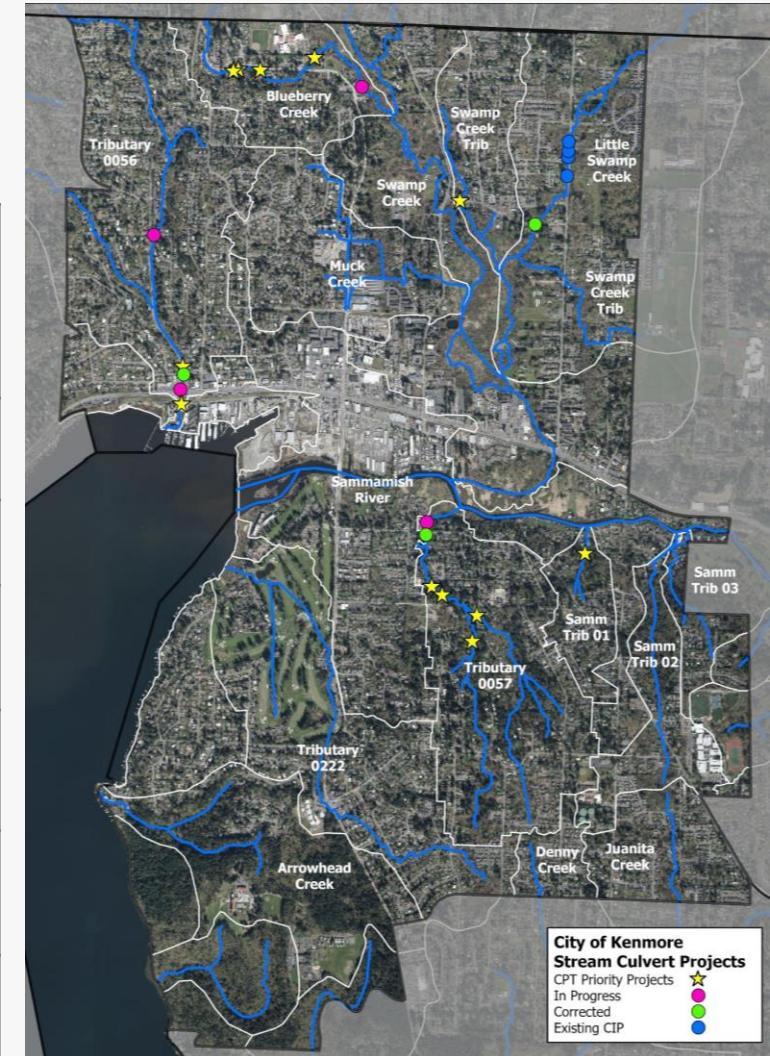 Blueberry
Creek
Swamp
Creek
Trib
Tributary
0056
Little
Swamp
Creek
Swamp
Creek
Muck
Creek
Swamp
Creek
Trib
Sammamish
River
Samm
Trib 03
Samm
Trib 01
Samm
Trib 02
Tributary
0057
Tributary
0222
Arrowhead
Creek
Denny
Creek
Juanita
Creek
City of Kenmore
Stream Culvert Projects
CPT Priority Projects
In Progress
Corrected
Existing CIP